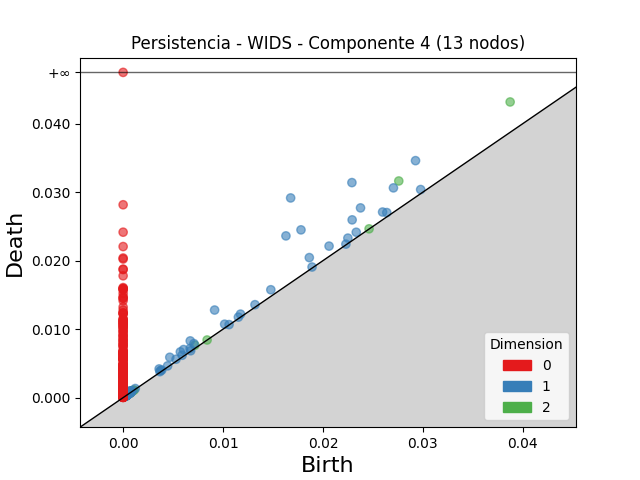 Persistencia - WIDS - Componente 4 (13 nodos)
+∞
0.040
0.030
0.020
0.010
0.000
Death
Dimension
0
1
2
0.00 0.01 0.02 0.03 0.04
Birth